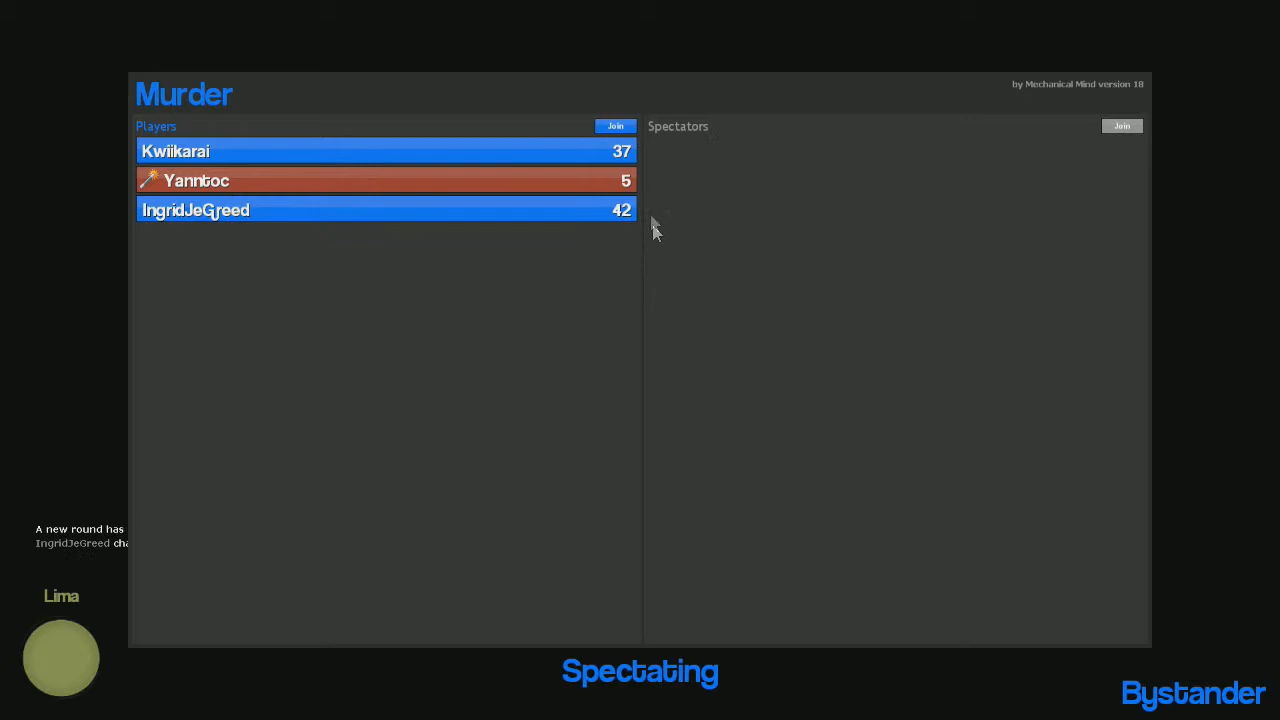 Murder
by Mechanical Mind version 18
Players
Join
Spectators
Join
Kwiikarai 37
Yanntoc 5
IngridJeGreed 42
A new round has
IngridJeGreed cha
Lima
Spectating
Bystander